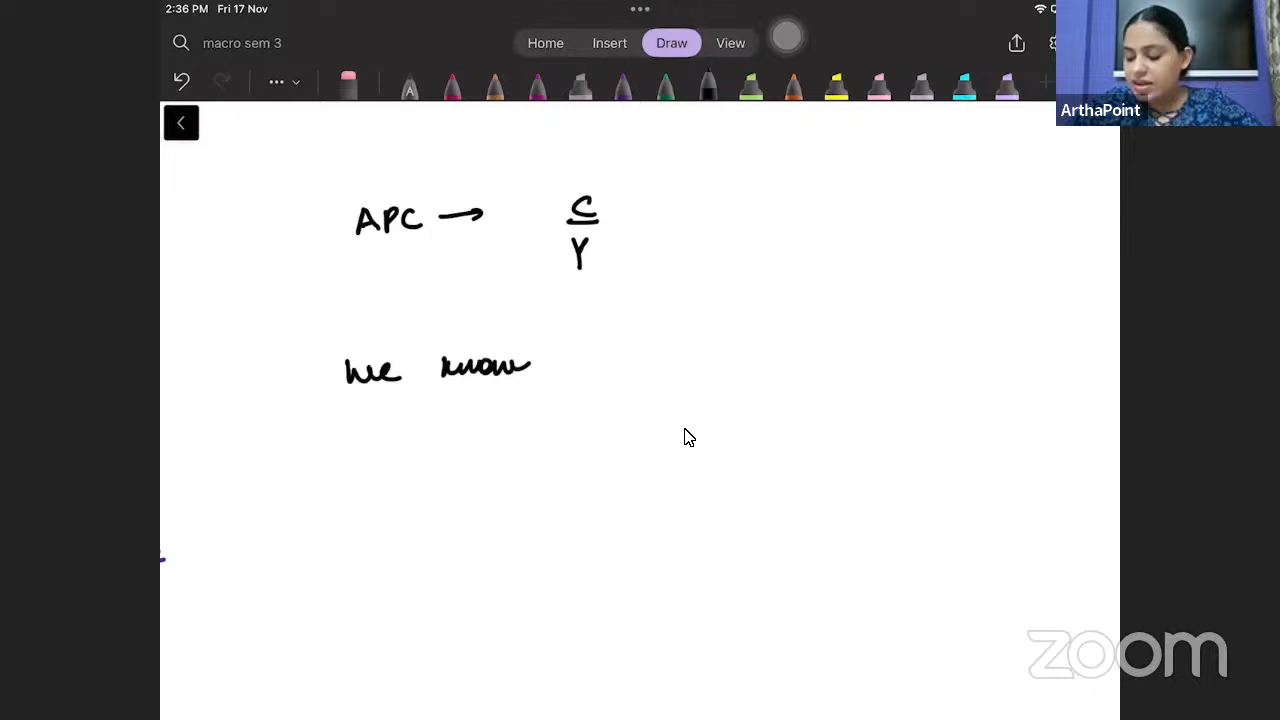 2:36 PM Fri 17 Nov
macro sem 3
Home Insert Draw View
A
ArthaPoint
APC → C
Y
we know
zoom